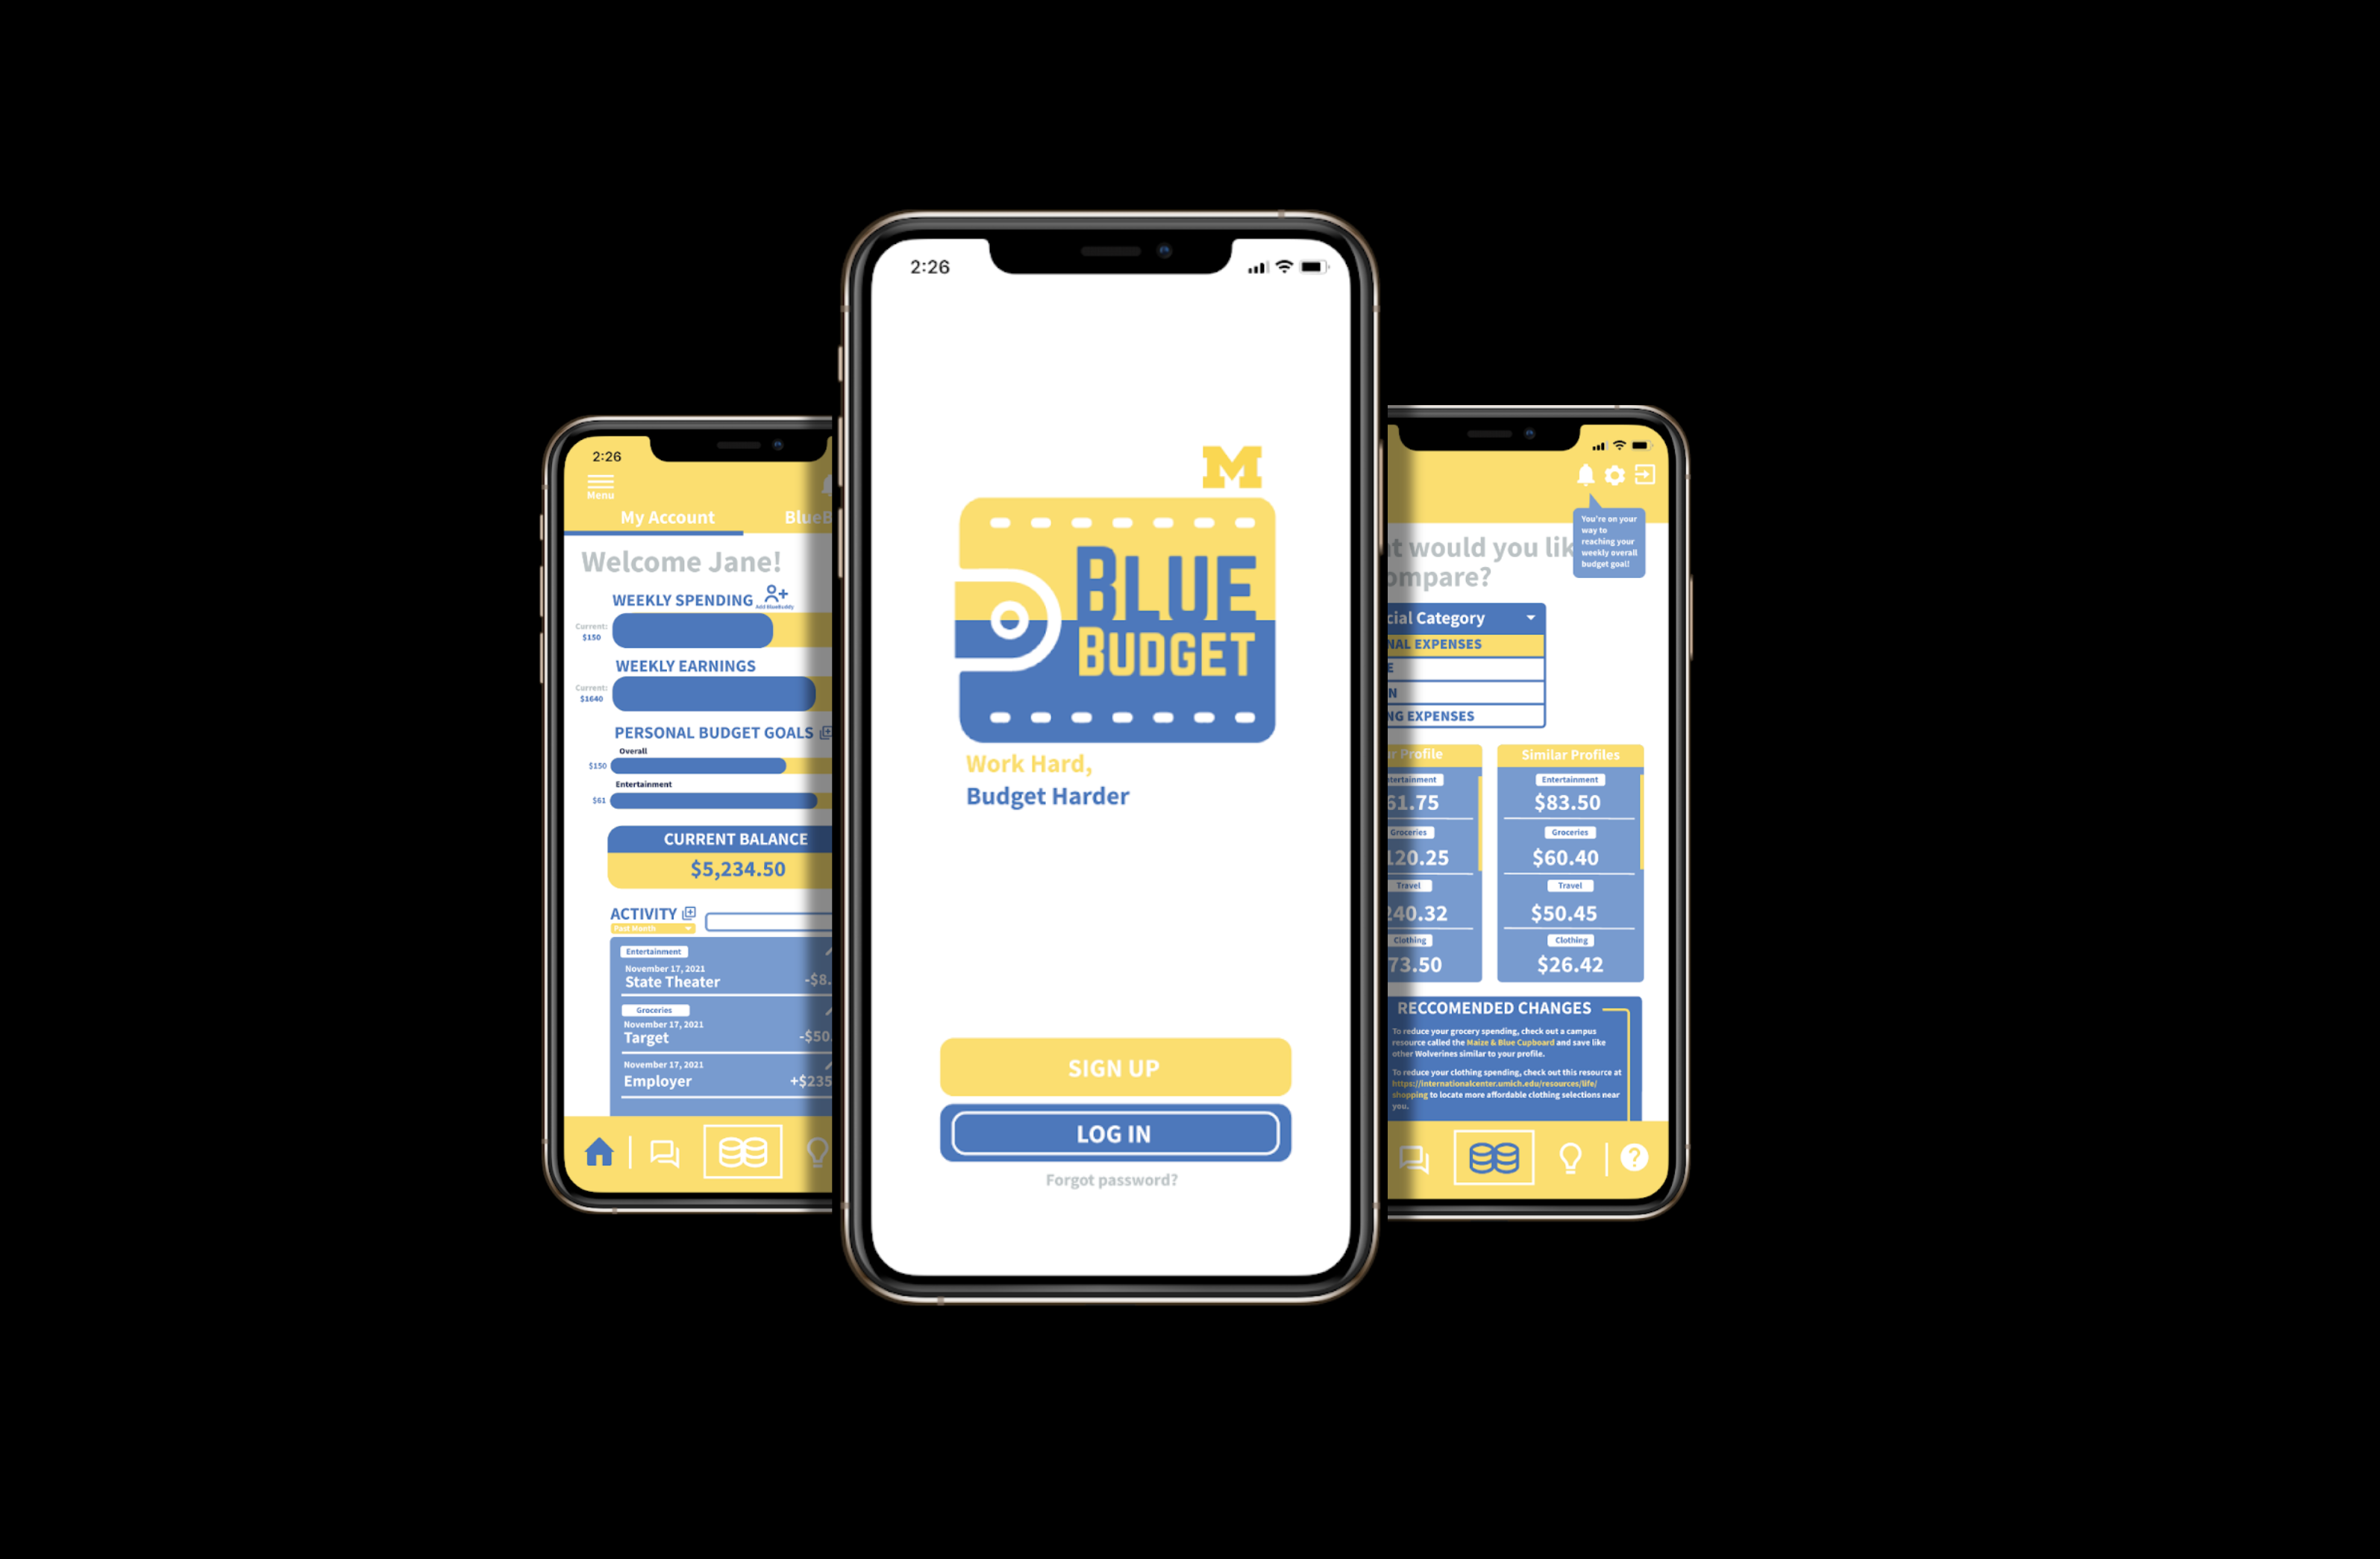 2:26
Menu
My Account
Welcome Jane!
WEEKLY SPENDING
Add BlueBuddy
Current:
$150
WEEKLY EARNINGS
Current:
$1640
PERSONAL BUDGET GOALS
Overall
$150
Entertainment
$61
CURRENT BALANCE
$5,234.50
ACTIVITY
Past Month
Entertainment
November 17, 2021
State Theater
-$8.
Groceries
November 17, 2021
Target
-$50.
November 17, 2021
Employer
+$235
2:26
M
BLUE
BUDGET
Work Hard,
Budget Harder
SIGN UP
LOG IN
Forgot password?
You're on your
way to
reaching your
weekly overall
budget goal!
would you lik
ompare?
cial Category
NAL EXPENSES
E
N
NG EXPENSES
r Profile
ntertainment
61.75
Groceries
120.25
Travel
240.32
Clothing
73.50
Similar Profiles
Entertainment
$83.50
Groceries
$60.40
Travel
$50.45
Clothing
$26.42
RECCOMENDED CHANGES
To reduce your grocery spending, check out a campus
resource called the Maize & Blue Cupboard and save like
other Wolverines similar to your profile.
To reduce your clothing spending, check out this resource at
https://internationalcenter.umich.edu/resources/life/
shopping to locate more affordable clothing selections near
you.